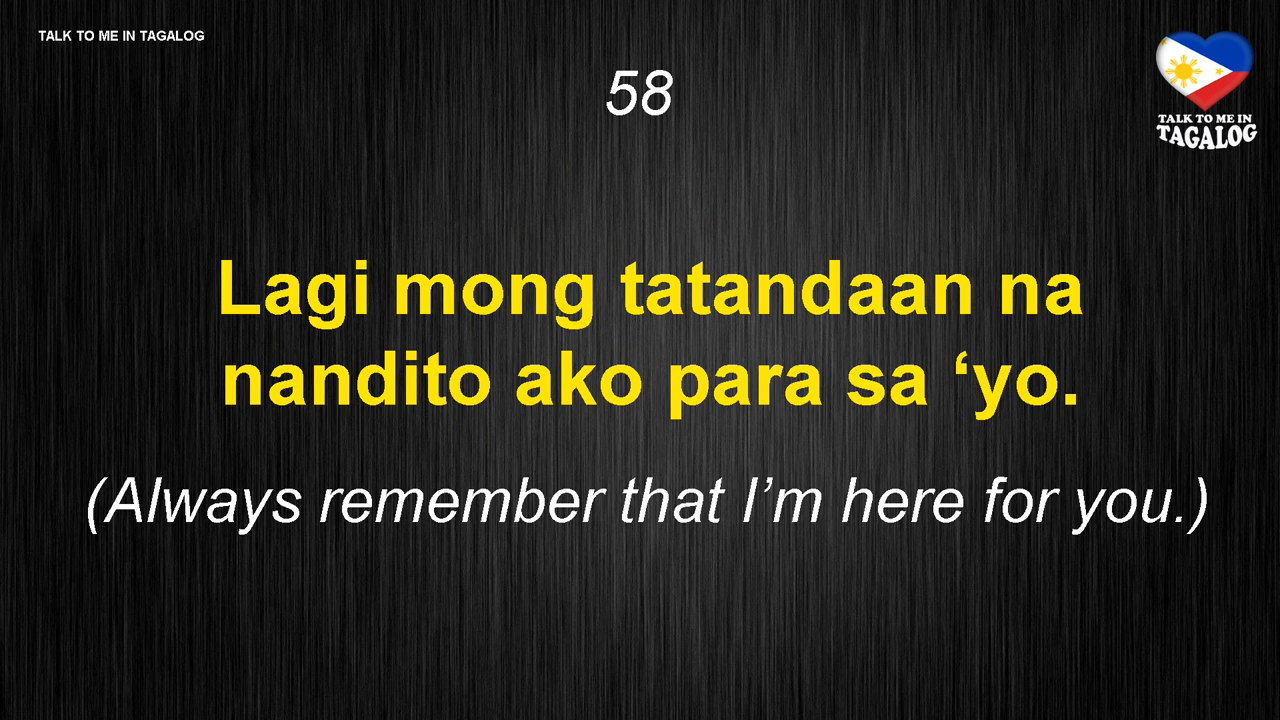 TALK TO ME IN TAGALOG
58
TALK TO ME IN
TAGALOG
Lagi mong tatandaan na
nandito ako para sa ‘yo.
(Always remember that I’m here for you.)